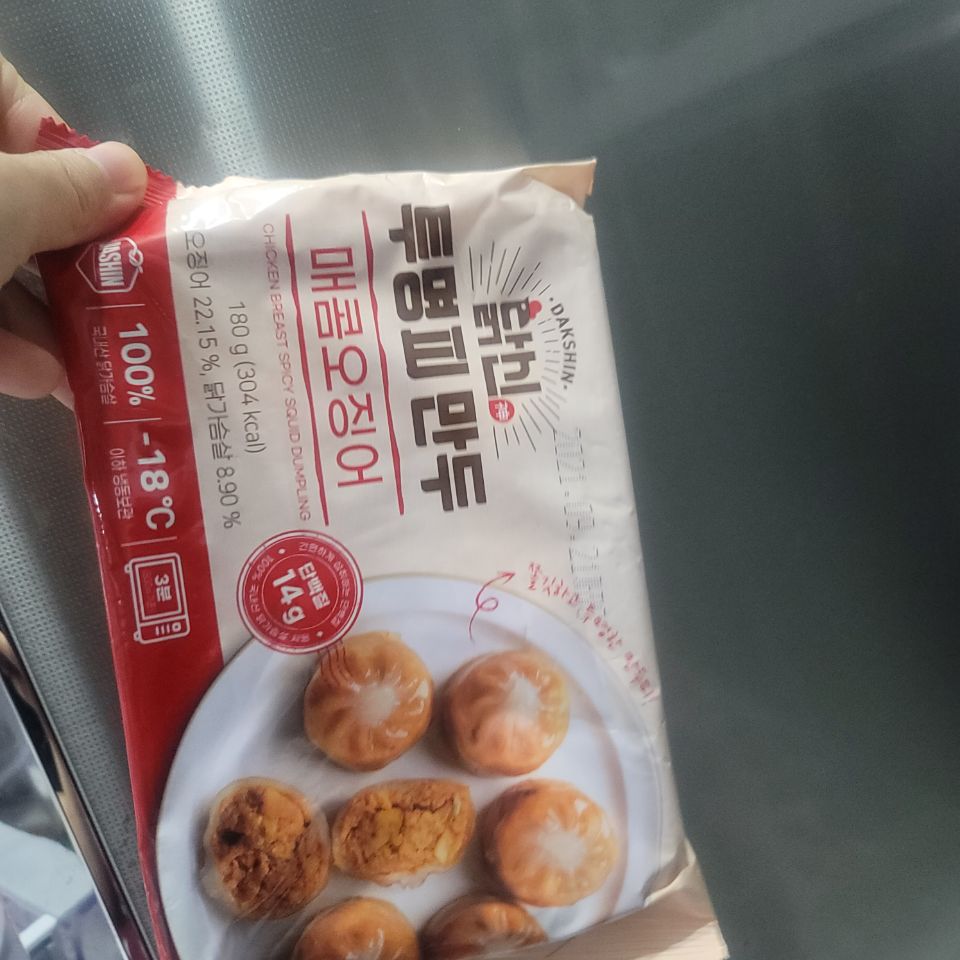 ·DAKSHIN·
닭신
투명피 만두
매콤오징어
CHICKEN BREAST SPICY SQUID DUMPLING
180 g (304 kcal)
오징어 22.15 %, 닭가슴살 8.90 %
단백질
14g
DASHIN
100%
국내산 닭가슴살
-18℃
이하 냉동보관
3분